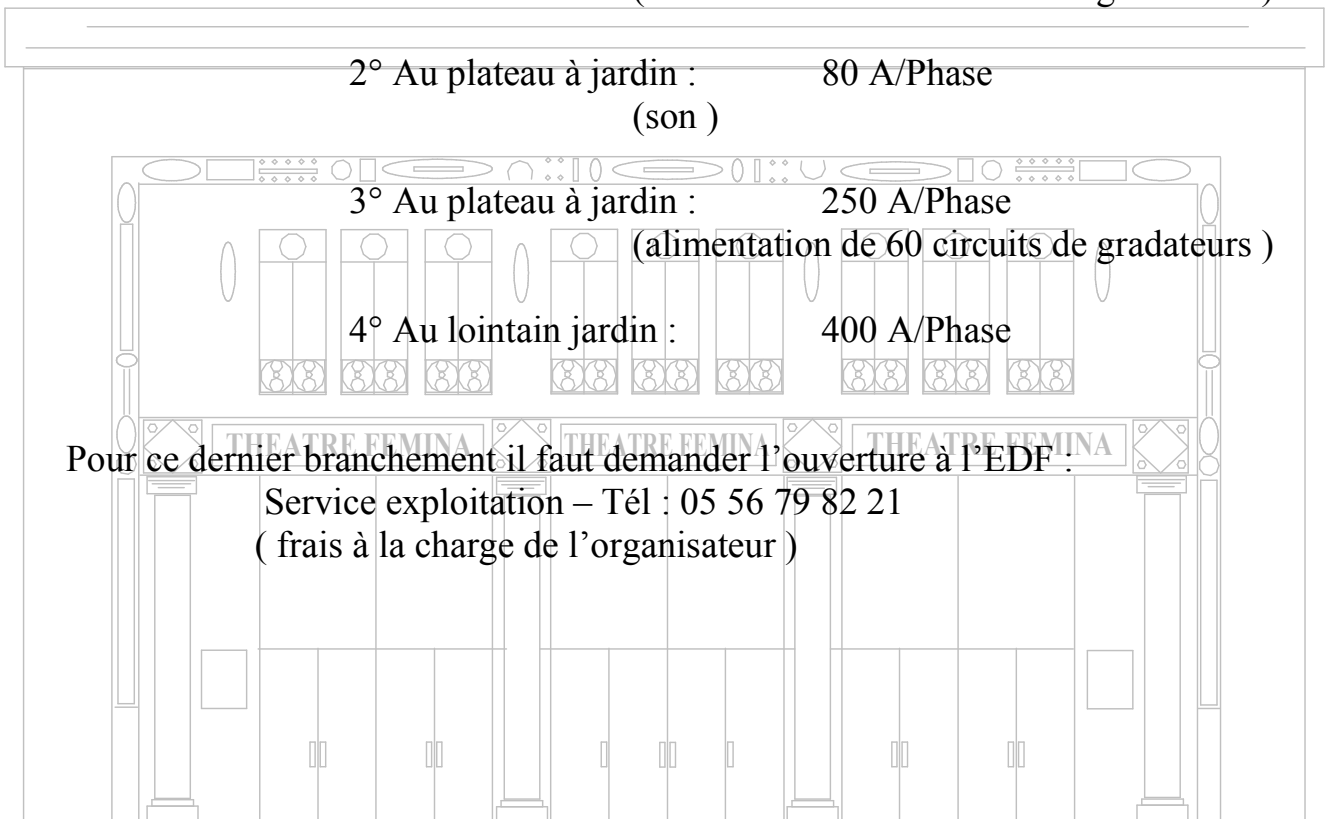 2° Au plateau à jardin : 80 A/Phase
(son )
3° Au plateau à jardin : 250 A/Phase
(alimentation de 60 circuits de gradateurs )
4° Au lointain jardin : 400 A/Phase
THEATRE FEMINA THEATRE FEMINA THEATRE FEMINA
Pour ce dernier branchement il faut demander l’ouverture à l’EDF :
Service exploitation – Tél : 05 56 79 82 21
( frais à la charge de l’organisateur )